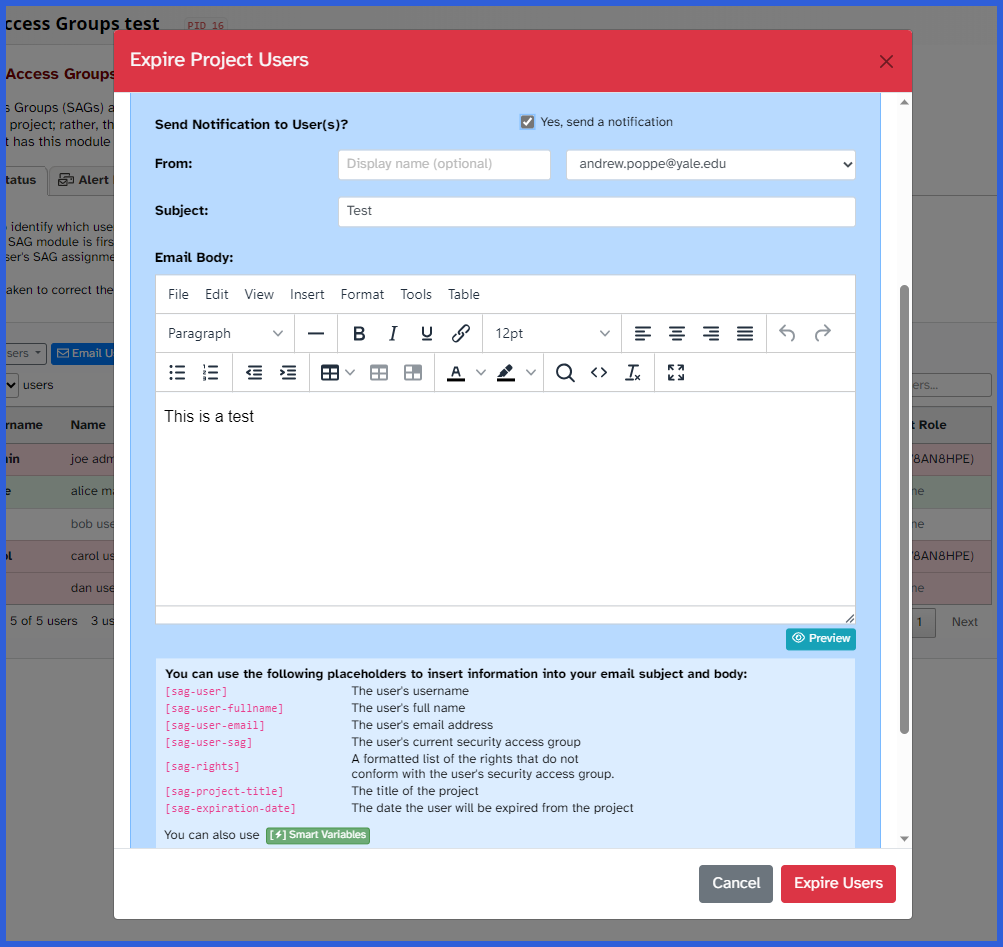 ccess Groups test PID 16
Expire Project Users
Access Groups
s Groups (SAGs) a
project; rather, th
t has this module
tatus Alert
identify which use
SAG module is firs
ser's SAG assignme
aken to correct the
sers Email U
users ers...
rname Name t Role
in joe adm 78AN8HPE)
e alice ma ne
bob use ne
ol carol us 78AN8HPE)
dan use ne
5 of 5 users 3 us 1 Next
Send Notification to User(s)? Yes, send a notification
From: Display name (optional) andrew.poppe@yale.edu
Subject: Test
Email Body:
File Edit View Insert Format Tools Table
Paragraph B I U 12pt
A
This is a test
Preview
You can use the following placeholders to insert information into your email subject and body:
[sag-user] The user's username
[sag-user-fullname] The user's full name
[sag-user-email] The user's email address
[sag-user-sag] The user's current security access group
[sag-rights] A formatted list of the rights that do not
conform with the user's security access group.
[sag-project-title] The title of the project
[sag-expiration-date] The date the user will be expired from the project
You can also use [⚡] Smart Variables
Cancel Expire Users